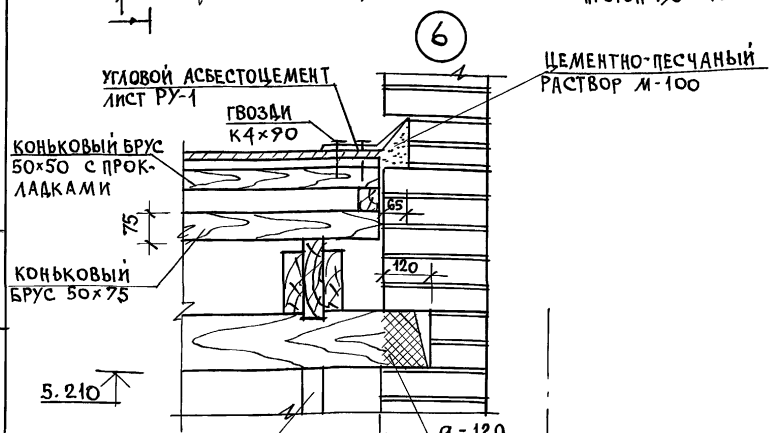 6
ЦЕМЕНТНО-ПЕСЧАНЫЙ
РАСТВОР М-100
УГЛОВОЙ АСБЕСТОЦЕМЕНТ
ЛИСТ РУ-1
ГВОЗДИ
К4×90
КОНЬКОВЫЙ БРУС
50×50 С ПРОК-
ЛАДКАМИ
65
75
120
КОНЬКОВЫЙ
БРУС 50×75
5.210